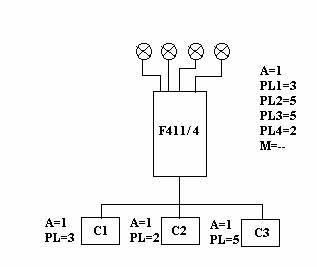 A=1
PL1=3
PL2=5
PL3=5
PL4=2
M=--
F411/4
A=1
PL=3
C1
A=1
PL=2
C2
A=1
PL=5
C3